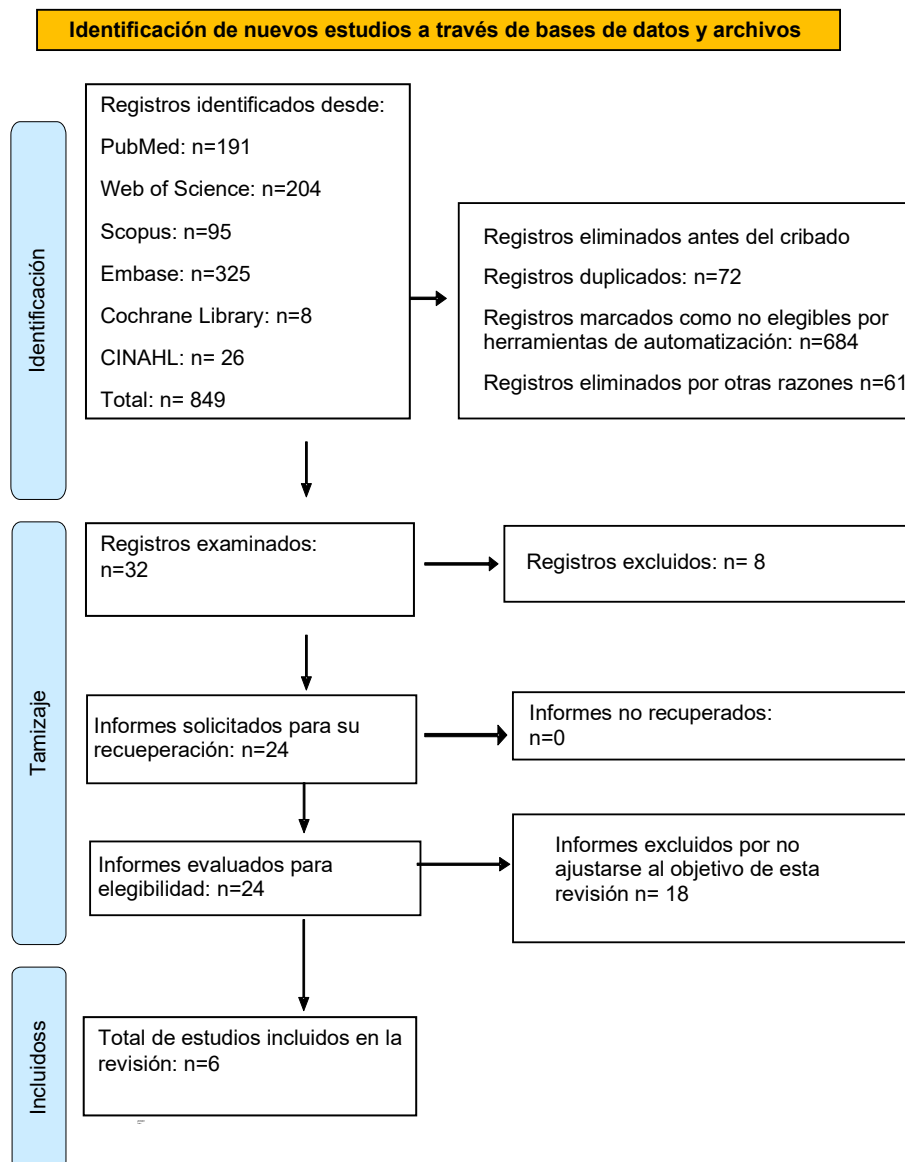 Identificación de nuevos estudios a través de bases de datos y archivos
Identificación
Registros identificados desde:
PubMed: n=191
Web of Science: n=204
Scopus: n=95
Embase: n=325
Cochrane Library: n=8
CINAHL: n= 26
Total: n= 849
Registros eliminados antes del cribado
Registros duplicados: n=72
Registros marcados como no elegibles por
herramientas de automatización: n=684
Registros eliminados por otras razones n=61
Tamizaje
Registros examinados:
n=32
Registros excluidos: n= 8
Informes solicitados para su
recueperación: n=24
Informes no recuperados:
n=0
Informes evaluados para
elegibilidad: n=24
Informes excluidos por no
ajustarse al objetivo de esta
revisión n= 18
Incluidoss
Total de estudios incluidos en la
revisión: n=6